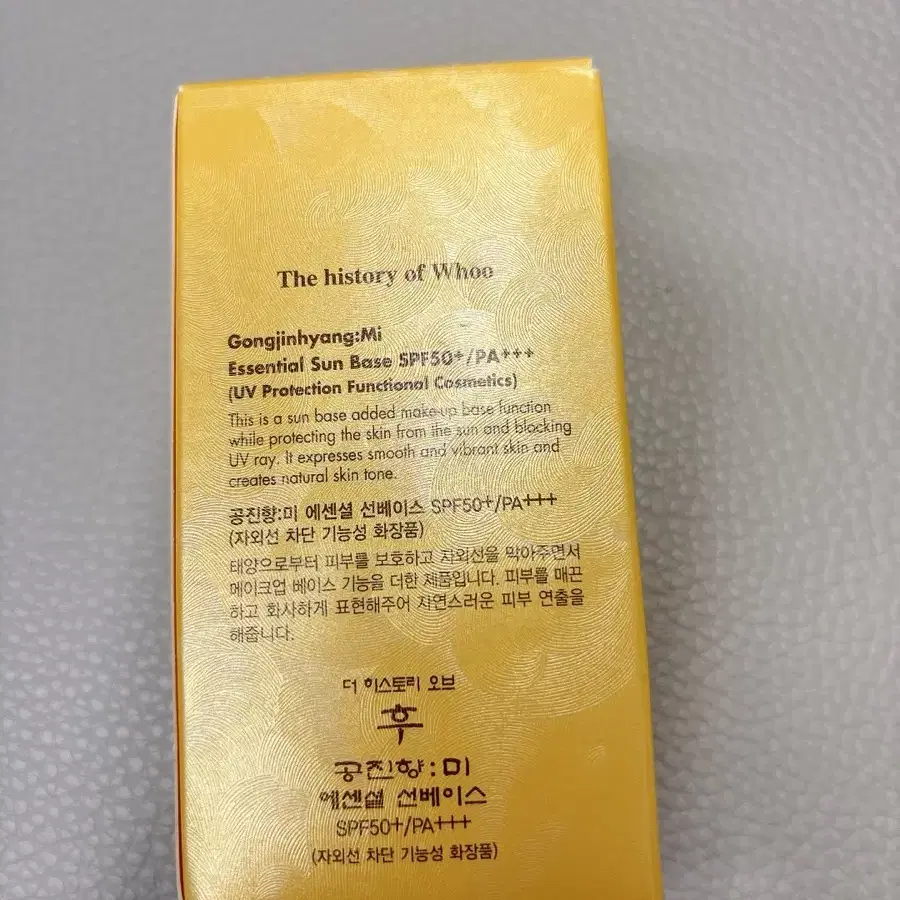 The history of Whoo
Gongjinhyang:Mi
Essential Sun Base SPF50+/PA+++
(UV Protection Functional Cosmetics)
This is a sun base added make-up base function
while protecting the skin from the sun and blocking
UV ray. It expresses smooth and vibrant skin and
creates natural skin tone.
공진향:미 에센셜 선베이스 SPF50+/PA+++
(자외선 차단 기능성 화장품)
태양으로부터 피부를 보호하고 자외선을 막아주면서
메이크업 베이스 기능을 더한 제품입니다. 피부를 매끈
하고 화사하게 표현해주어 자연스러운 피부 연출을
해줍니다.
더 히스토리 오브
후
공진향:미
에센셜 선베이스
SPF50+/PA+++
(자외선 차단 기능성 화장품)